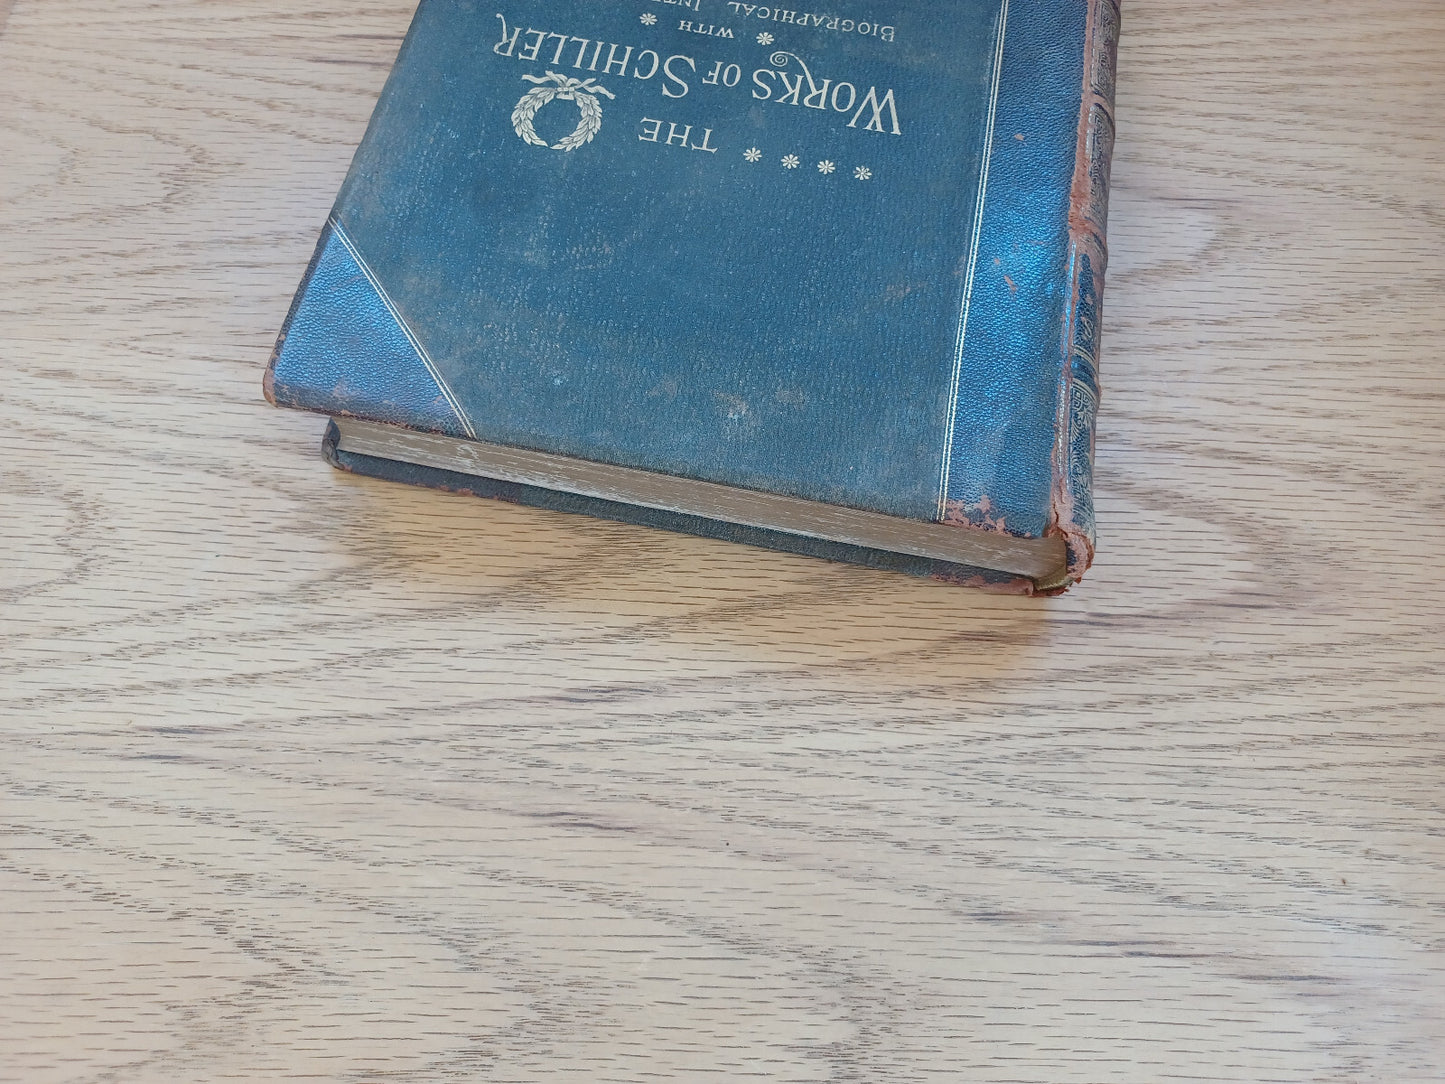 THE
WORKS OF SCHILLER
WITH
BIOGRAPHICAL